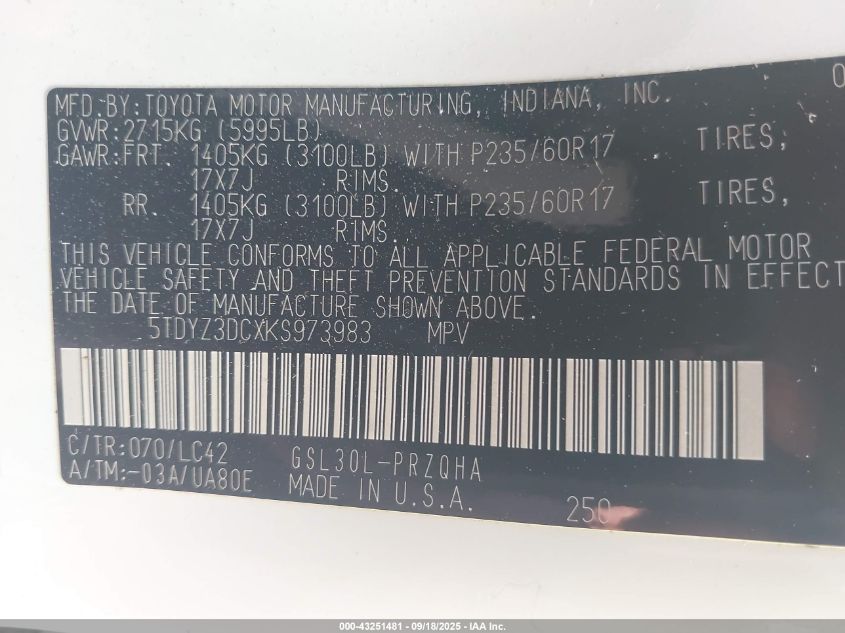 MFD. BY: TOYOTA MOTOR MANUFACTURING, INDIANA, INC. 0
GVWR: 2715KG (5995LB)
GAWR: FRT. 1405KG (3100LB) WITH P235/60R17 TIRES,
17X7J RIMS.
RR. 1405KG (3100LB) WITH P235/60R17 TIRES,
17X7J RIMS.
THIS VEHICLE CONFORMS TO ALL APPLICABLE FEDERAL MOTOR
VEHICLE SAFETY AND THEFT PREVENTION STANDARDS IN EFFECT
THE DATE OF MANUFACTURE SHOWN ABOVE.
5TDYZ3DCXKS973983 MPV
C/TR: 070/LC42 GSL30L-PRZQHA
A/TM: -03A/UA80E MADE IN U.S.A. 250
000-43251481 - 09/18/2025 - IAA Inc.